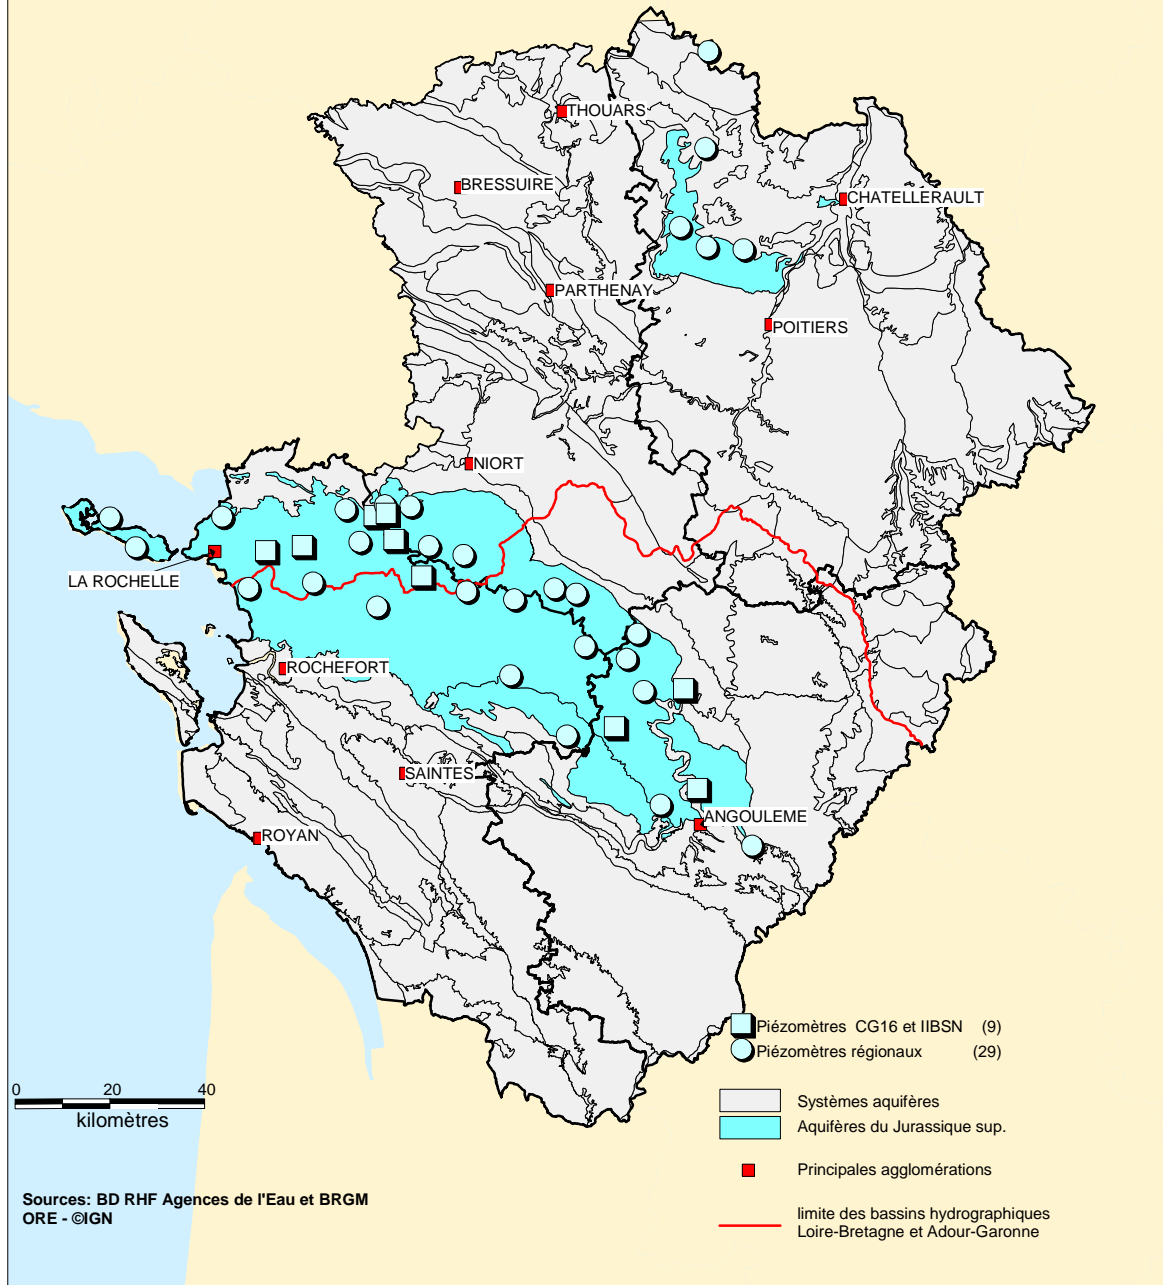 THOUARS
BRESSUIRE
CHATELLERAULT
PARTHENAY
POITIERS
NIORT
LA ROCHELLE
ROCHEFORT
SAINTES
ANGOULEME
ROYAN
Piézomètres CG16 et IIBSN (9)
Piézomètres régionaux (29)
0 20 40
kilomètres
Systèmes aquifères
Aquifères du Jurassique sup.
Principales agglomérations
Sources: BD RHF Agences de l'Eau et BRGM
ORE - ©IGN
limite des bassins hydrographiques
Loire-Bretagne et Adour-Garonne